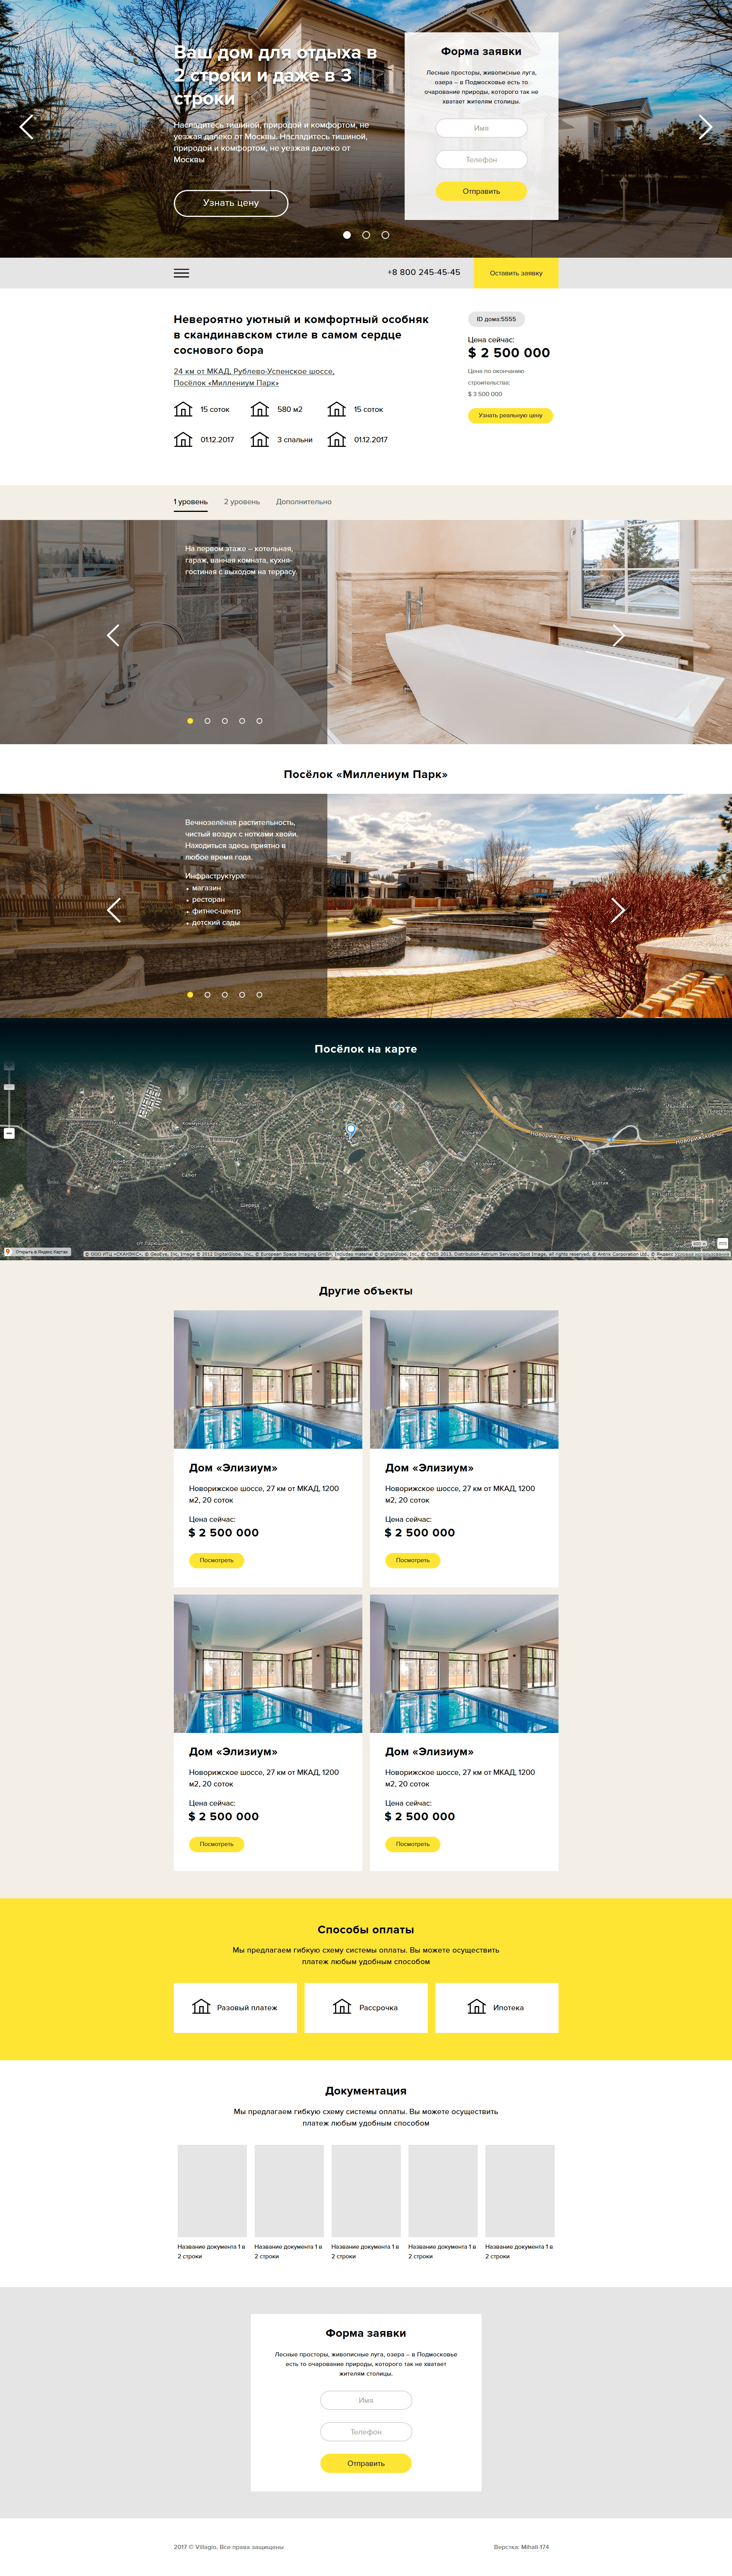 Ваш дом для отдыха в
2 строки и даже в 3
строки
Насладитесь тишиной, природой и комфортом, не
уезжая далеко от Москвы. Насладитесь тишиной,
природой и комфортом, не уезжая далеко от
Москвы
Узнать цену
Форма заявки
Лесные просторы, живописные луга,
озера – в Подмосковье есть то
очарование природы, которого так не
хватает жителям столицы.
Имя
Телефон
Отправить
+8 800 245-45-45
Оставить заявку
Невероятно уютный и комфортный особняк
в скандинавском стиле в самом сердце
соснового бора
24 км от МКАД, Рублево-Успенское шоссе,
Посёлок «Миллениум Парк»
15 соток
580 м2
15 соток
01.12.2017
3 спальни
01.12.2017
ID дома:5555
Цена сейчас:
$ 2 500 000
Цена по окончанию
строительства:
$ 3 500 000
Узнать реальную цену
1 уровень
2 уровень
Дополнительно
На первом этаже – котельная,
гараж, ванная комната, кухня-
гостиная с выходом на террасу.
Посёлок «Миллениум Парк»
Вечнозелёная растительность,
чистый воздух с нотками хвойи.
Находиться здесь приятно в
любое время года.
Инфраструктура:
магазин
ресторан
фитнес-центр
детский сады
Посёлок на карте
Новорижское ш.
Новорижское ш.
Открыть в Яндекс.Картах
© ООО ИТЦ «СКАНЭКС», © GeoEye, Inc, Image © 2012 DigitalGlobe, Inc., © European Space Imaging GmbH, Includes material © DigitalGlobe, Inc., © CNES 2013, Distribution Astrium Services/Spot Image, all rights reserved, © Antrix Corporation Ltd., © Яндекс Условия использования
Другие объекты
Дом «Элизиум»
Новорижское шоссе, 27 км от МКАД, 1200
м2, 20 соток
Цена сейчас:
$ 2 500 000
Посмотреть
Дом «Элизиум»
Новорижское шоссе, 27 км от МКАД, 1200
м2, 20 соток
Цена сейчас:
$ 2 500 000
Посмотреть
Дом «Элизиум»
Новорижское шоссе, 27 км от МКАД, 1200
м2, 20 соток
Цена сейчас:
$ 2 500 000
Посмотреть
Дом «Элизиум»
Новорижское шоссе, 27 км от МКАД, 1200
м2, 20 соток
Цена сейчас:
$ 2 500 000
Посмотреть
Способы оплаты
Мы предлагаем гибкую схему системы оплаты. Вы можете осуществить
платеж любым удобным способом
Разовый платеж
Рассрочка
Ипотека
Документация
Мы предлагаем гибкую схему системы оплаты. Вы можете осуществить
платеж любым удобным способом
Название документа 1 в
2 строки
Название документа 1 в
2 строки
Название документа 1 в
2 строки
Название документа 1 в
2 строки
Название документа 1 в
2 строки
Форма заявки
Лесные просторы, живописные луга, озера – в Подмосковье
есть то очарование природы, которого так не хватает
жителям столицы.
Имя
Телефон
Отправить
2017 © Villagio. Все права защищены
Верстка: Mihail-174